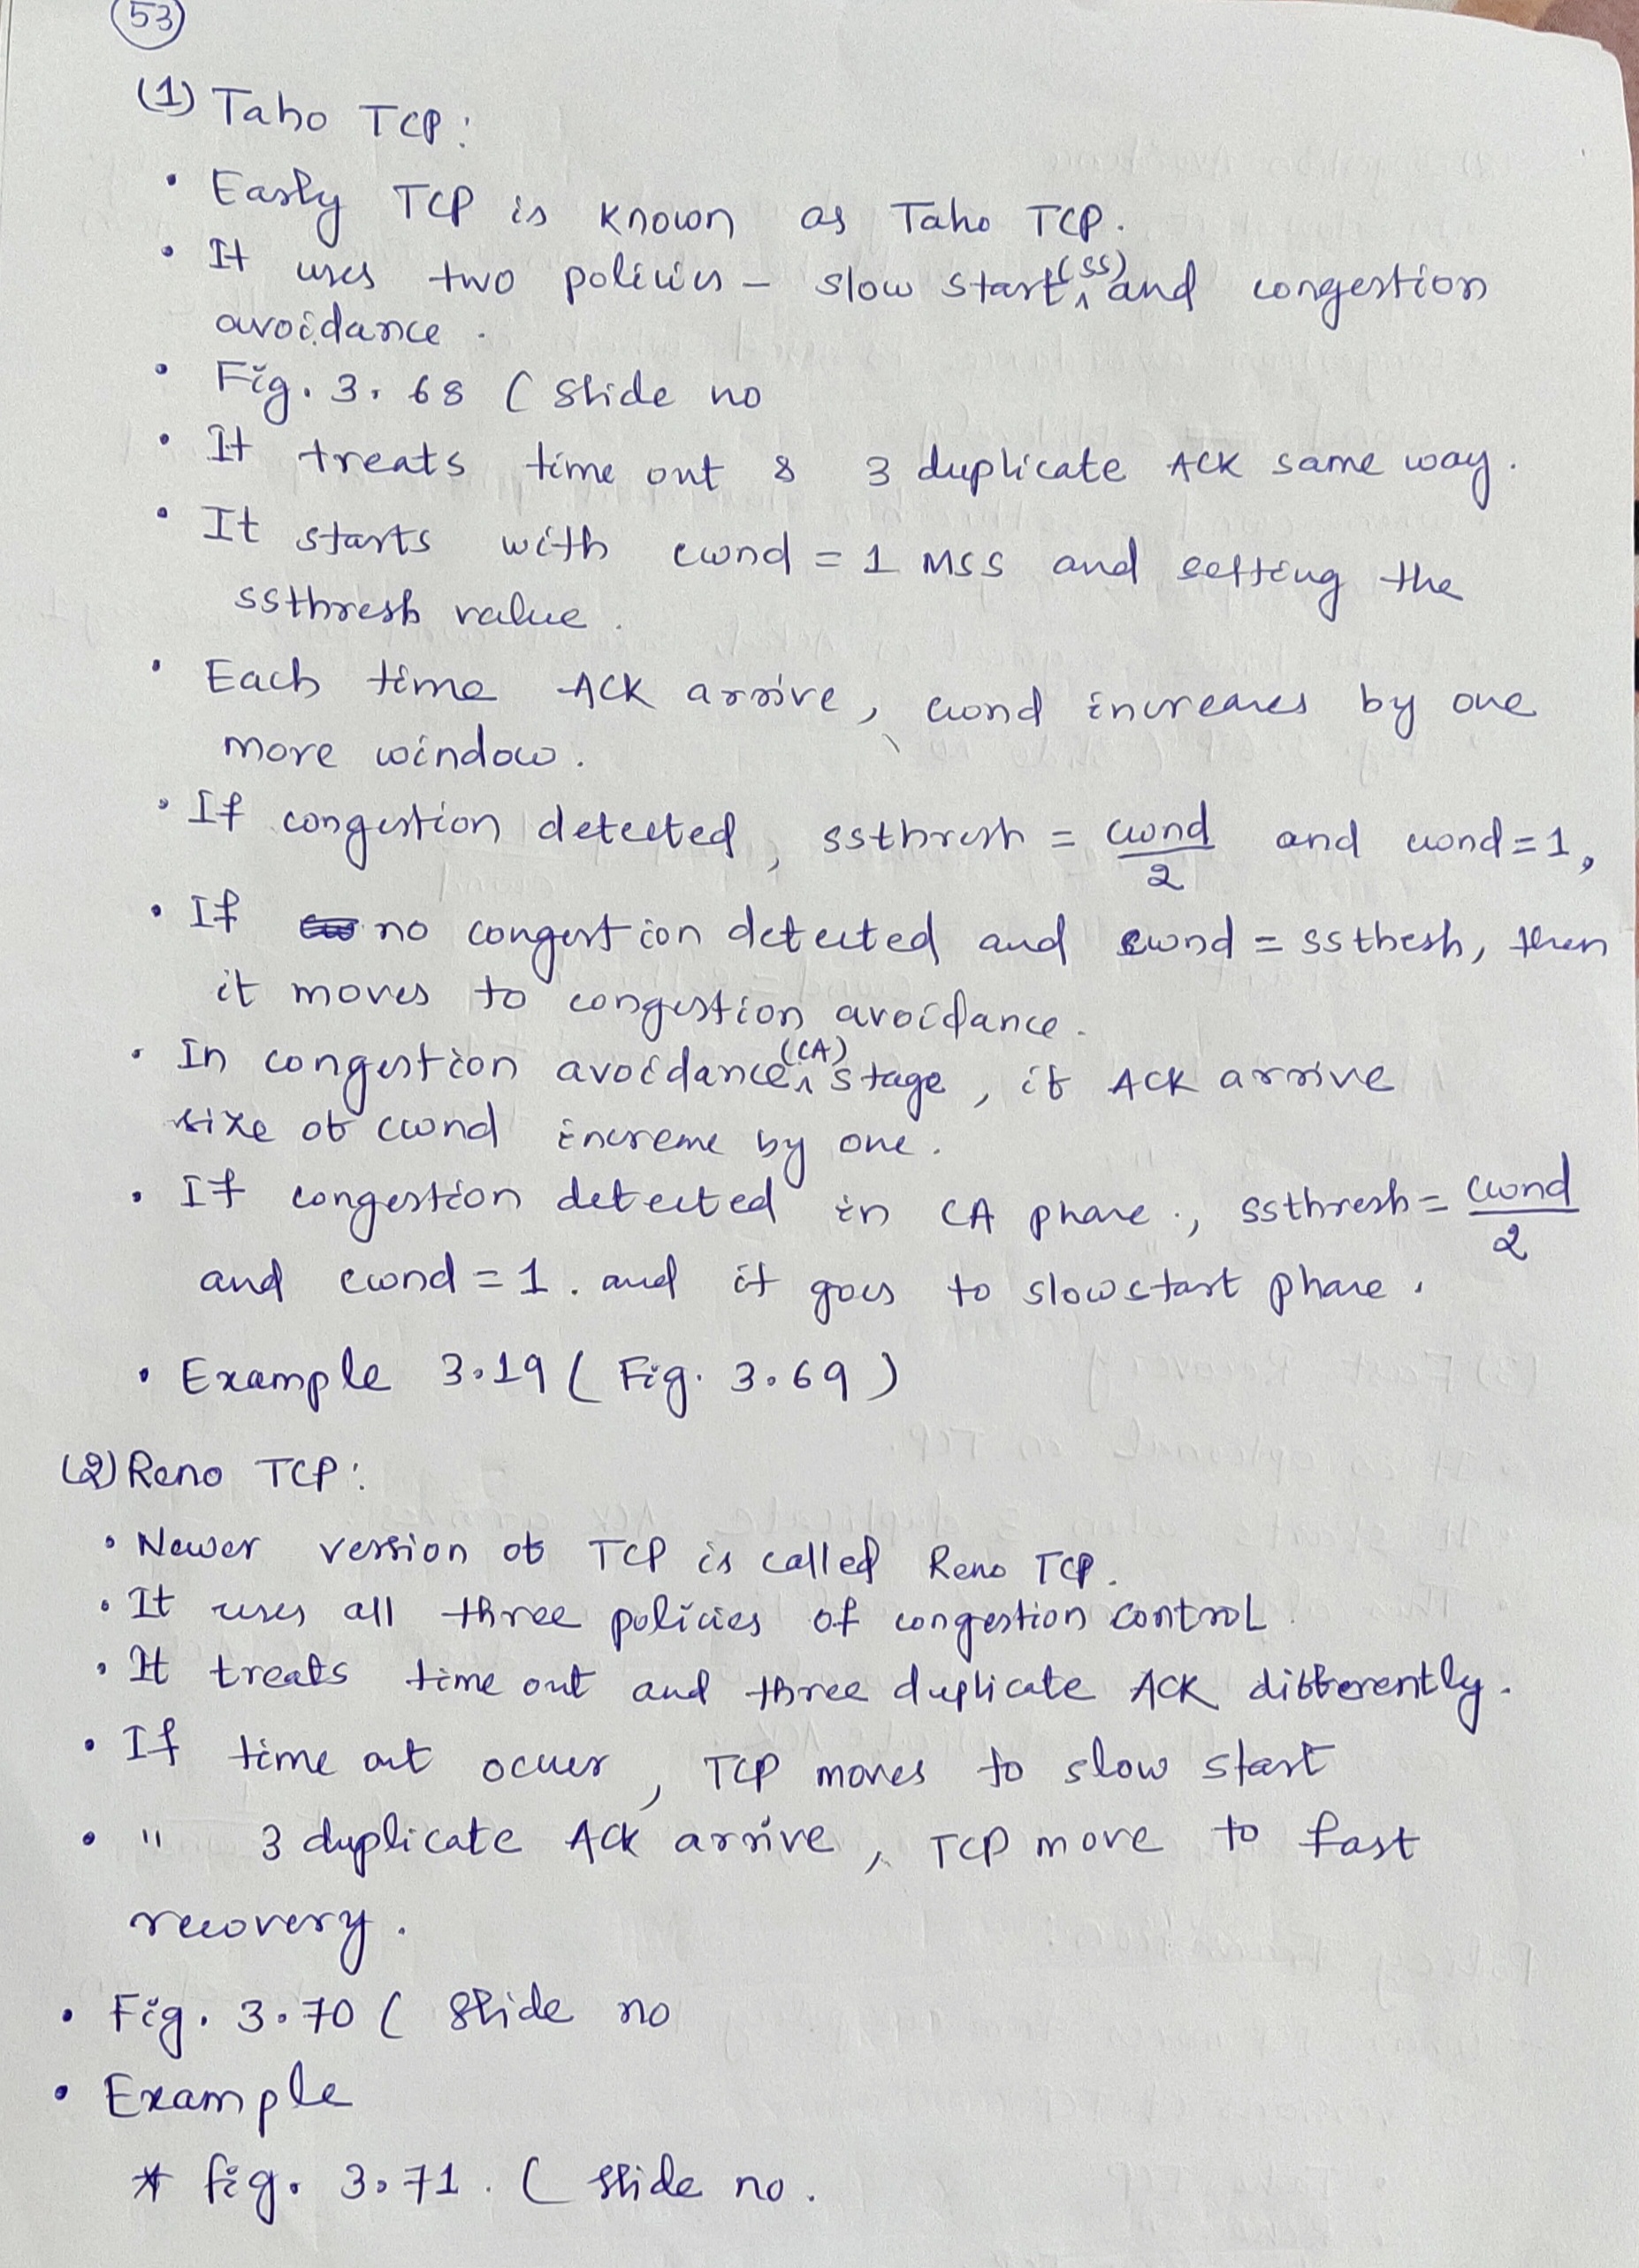 53
(1) Taho TCP:
• Early TCP is known as Taho TCP.
• It uses two policies – slow start (SS) and congestion
avoidance.
• Fig. 3.68 ( Slide no
• It treats time out & 3 duplicate ACK same way.
• It starts with cwnd = 1 MSS and setting the
ssthresh value.
• Each time ACK arrive, cwnd increases by one
more window.
• If congestion detected, ssthresh = cwnd/2 and cwnd=1,
• If no congestion detected and cwnd = ssthesh, then
it moves to congestion avoidance.
• In congestion avoidance (CA) stage, if ACK arrive
size of cwnd increme by one.
• If congestion detected in CA phase., ssthresh = cwnd/2
and cwnd = 1. and it goes to slowstart phase.
• Example 3.19 ( Fig. 3.69 )
(2) Reno TCP:
• Newer version of TCP is called Reno TCP.
• It uses all three policies of congestion control.
• It treats time out and three duplicate ACK differently.
• If time out ocuer, TCP moves to slow start
• " 3 duplicate ACK arrive, TCP move to fast
recovery.
• Fig. 3.70 ( Slide no
• Example
* fig. 3.71. ( slide no.